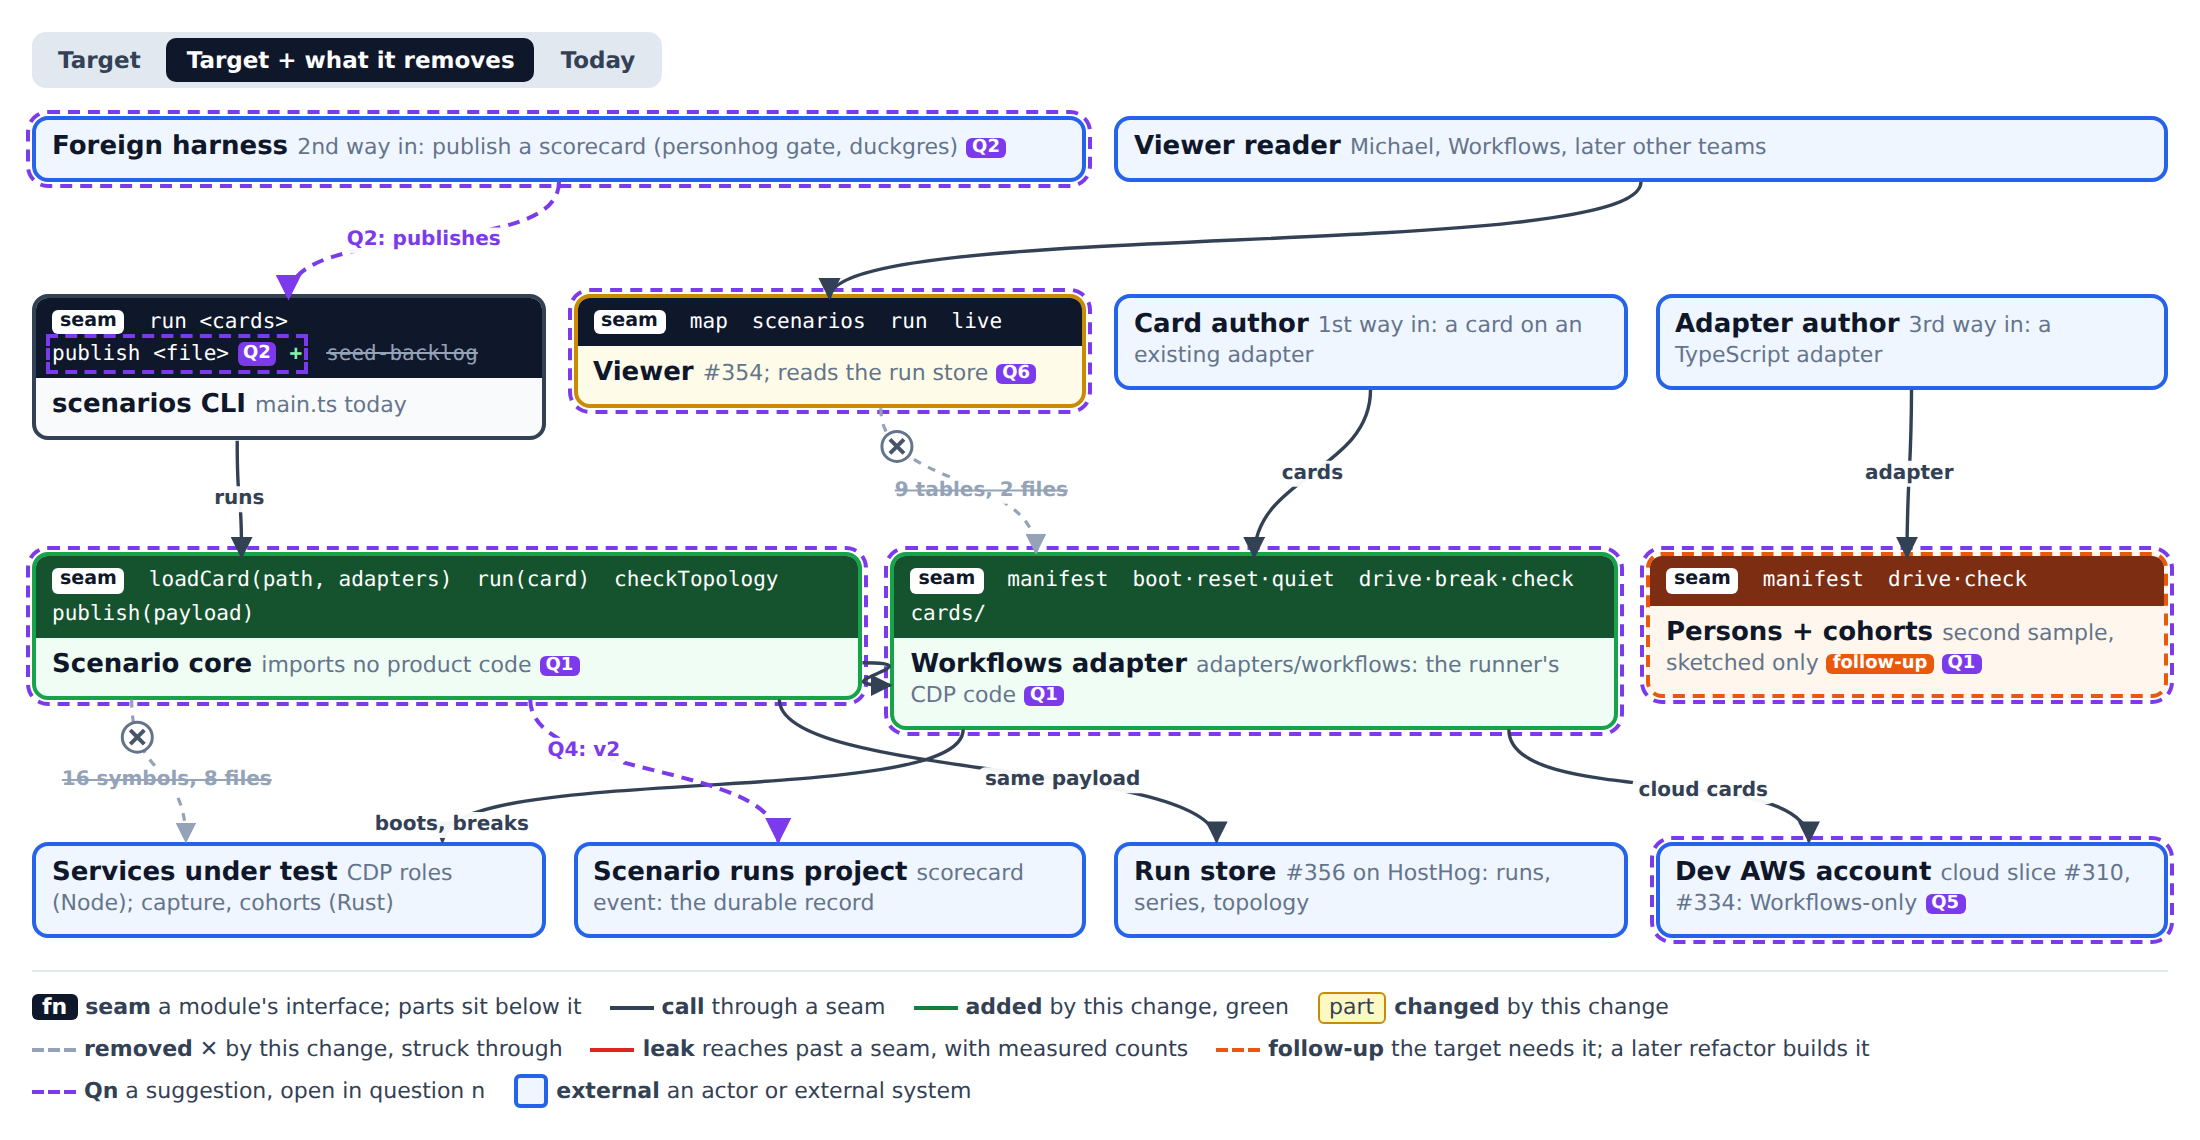 Target   Target + what it removes   Today
Foreign harness 2nd way in: publish a scorecard (personhog gate, duckgres) Q2
Viewer reader Michael, Workflows, later other teams
Q2: publishes
seam run <cards>
publish <file> Q2 + seed-backlog
scenarios CLI main.ts today
seam map scenarios run live
Viewer #354; reads the run store Q6
Card author 1st way in: a card on an
existing adapter
Adapter author 3rd way in: a
TypeScript adapter
runs
9 tables, 2 files
cards
adapter
seam loadCard(path, adapters) run(card) checkTopology
publish(payload)
Scenario core imports no product code Q1
seam manifest boot·reset·quiet drive·break·check
cards/
Workflows adapter adapters/workflows: the runner's
CDP code Q1
seam manifest drive·check
Persons + cohorts second sample,
sketched only follow-up Q1
16 symbols, 8 files
Q4: v2
boots, breaks
same payload
cloud cards
Services under test CDP roles
(Node); capture, cohorts (Rust)
Scenario runs project scorecard
event: the durable record
Run store #356 on HostHog: runs,
series, topology
Dev AWS account cloud slice #310,
#334: Workflows-only Q5
fn seam a module's interface; parts sit below it   call through a seam   added by this change, green   part changed by this change
removed ✕ by this change, struck through   leak reaches past a seam, with measured counts   follow-up the target needs it; a later refactor builds it
Qn a suggestion, open in question n   external an actor or external system